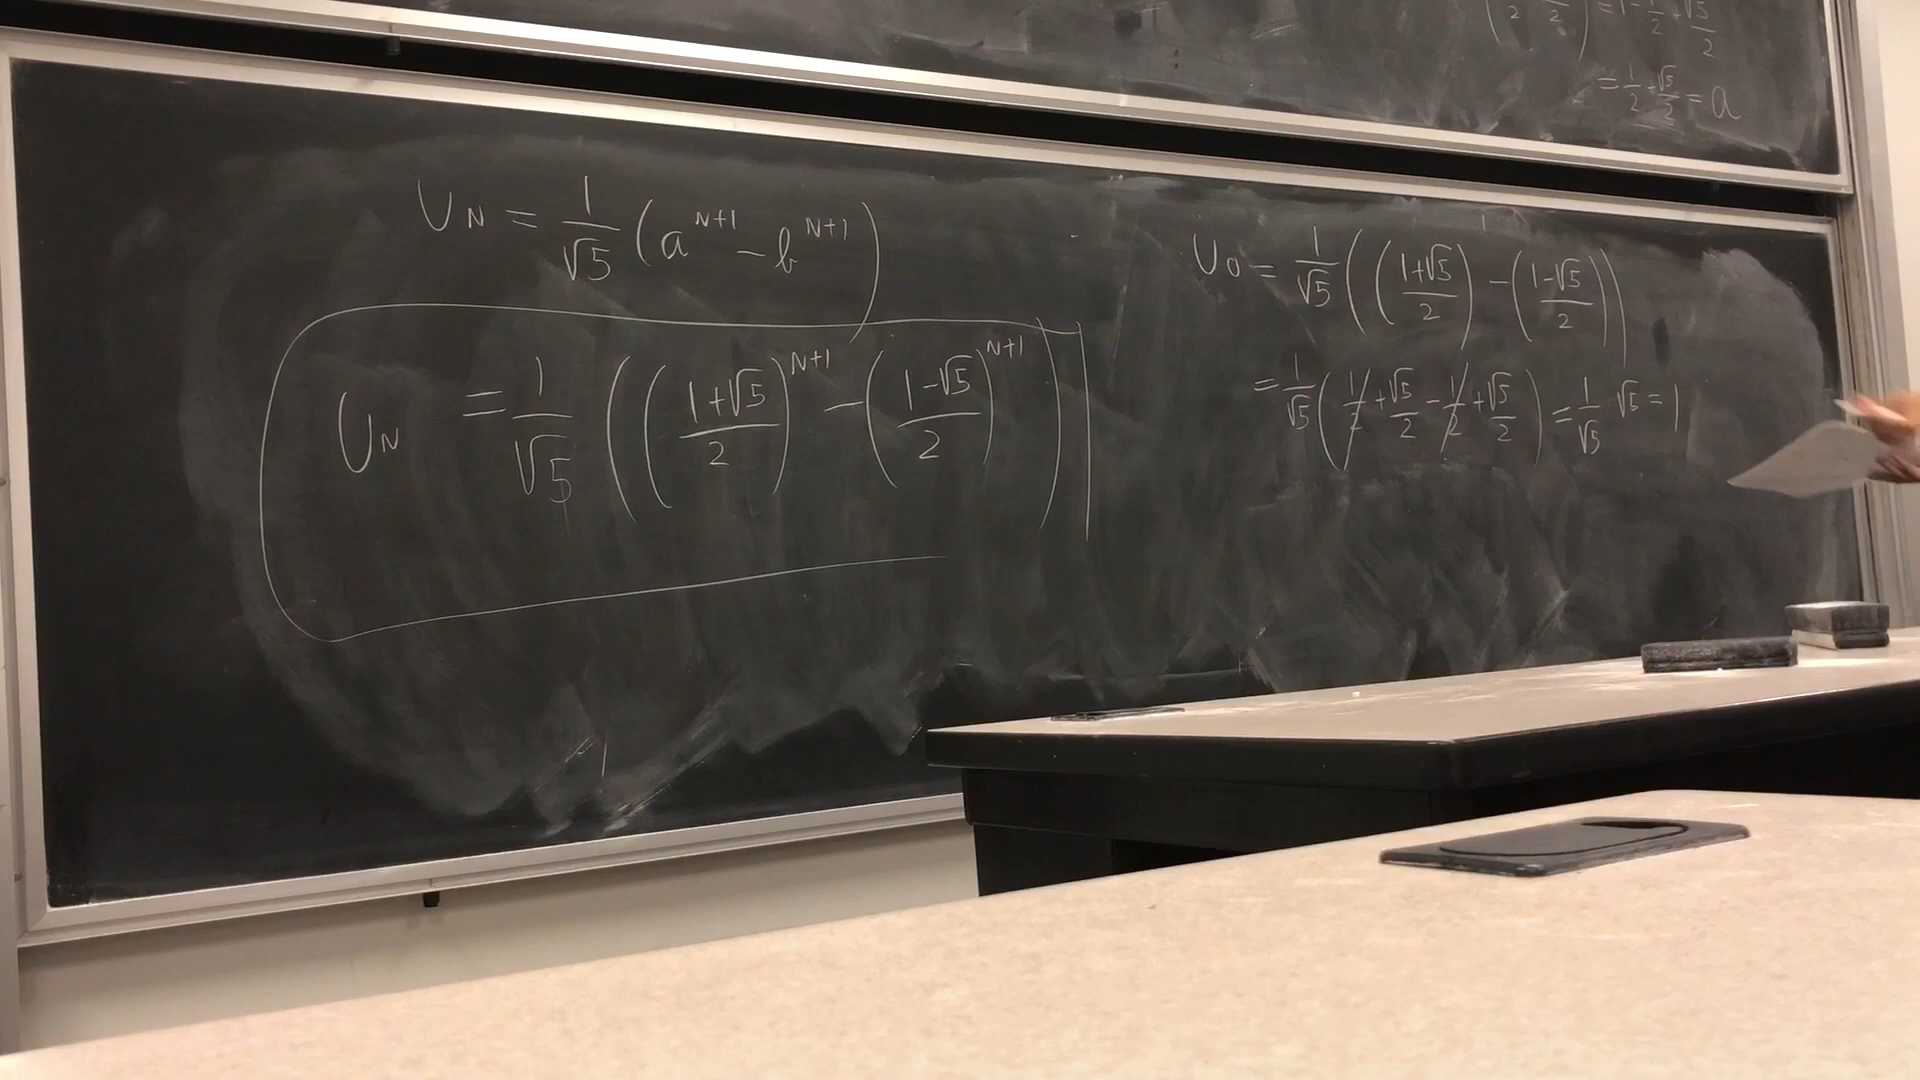 = 1/2 + √5/2 = a
U_N = 1/√5 (a^{N+1} - b^{N+1})
U_N = 1/√5 (((1+√5)/2)^{N+1} - ((1-√5)/2)^{N+1})
U_0 = 1/√5 (((1+√5)/2) - ((1-√5)/2))
= 1/√5 (1/2 + √5/2 - 1/2 + √5/2) = 1/√5 √5 = 1